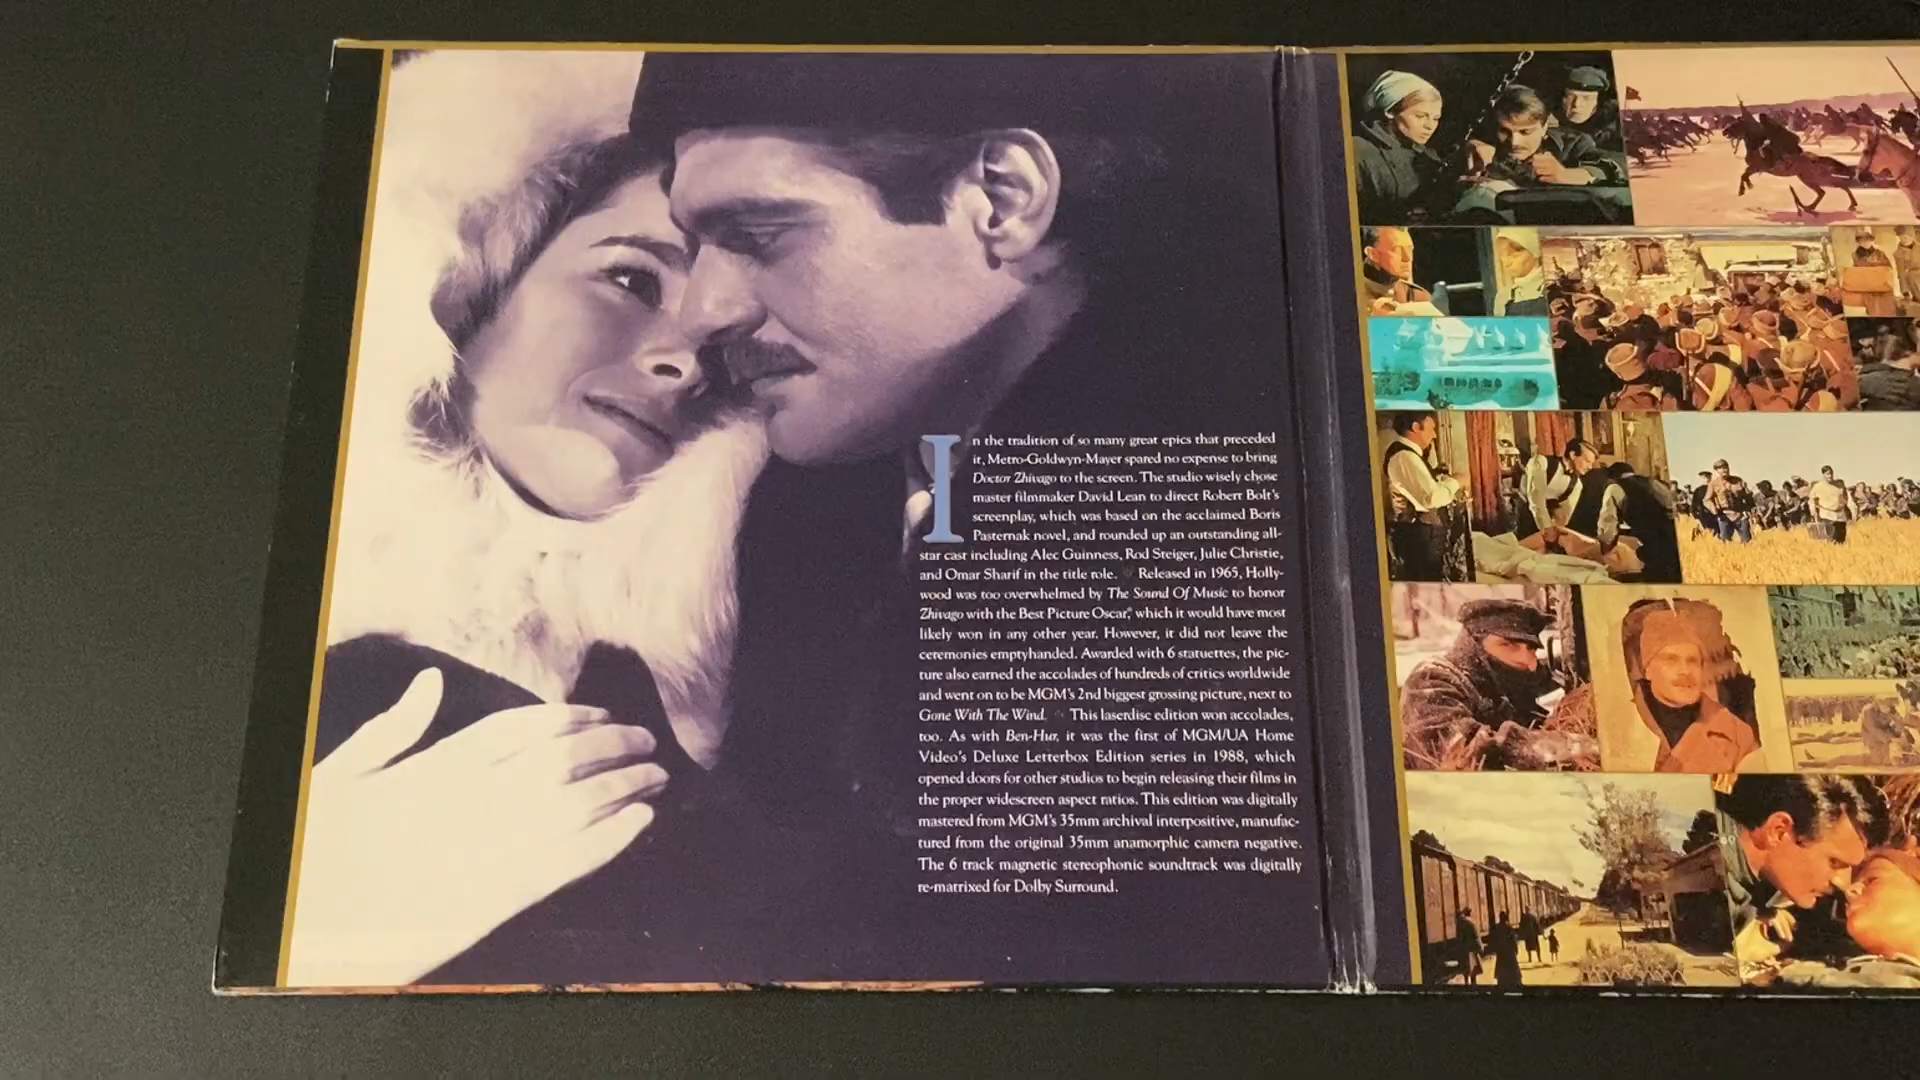 In the tradition of so many great epics that preceded
it, Metro-Goldwyn-Mayer spared no expense to bring
Doctor Zhivago to the screen. The studio wisely chose
master filmmaker David Lean to direct Robert Bolt's
screenplay, which was based on the acclaimed Boris
Pasternak novel, and rounded up an outstanding all-
star cast including Alec Guinness, Rod Steiger, Julie Christie,
and Omar Sharif in the title role. Released in 1965, Holly-
wood was too overwhelmed by The Sound Of Music to honor
Zhivago with the Best Picture Oscar,® which it would have most
likely won in any other year. However, it did not leave the
ceremonies emptyhanded. Awarded with 6 statuettes, the pic-
ture also earned the accolades of hundreds of critics worldwide
and went on to be MGM's 2nd biggest grossing picture, next to
Gone With The Wind. This laserdisc edition won accolades,
too. As with Ben-Hur, it was the first of MGM/UA Home
Video's Deluxe Letterbox Edition series in 1988, which
opened doors for other studios to begin releasing their films in
the proper widescreen aspect ratios. This edition was digitally
mastered from MGM's 35mm archival interpositive, manufac-
tured from the original 35mm anamorphic camera negative.
The 6 track magnetic stereophonic soundtrack was digitally
re-matrixed for Dolby Surround.